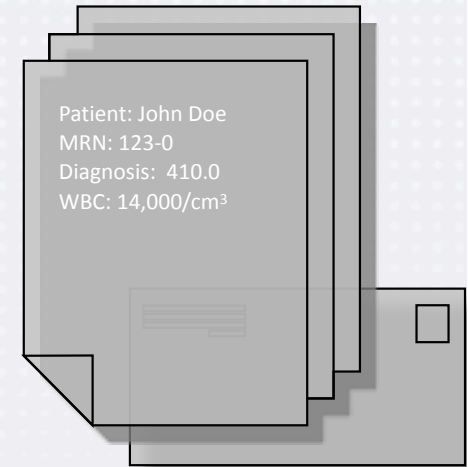 Patient: John Doe
MRN: 123-0
Diagnosis: 410.0
WBC: 14,000/cm³